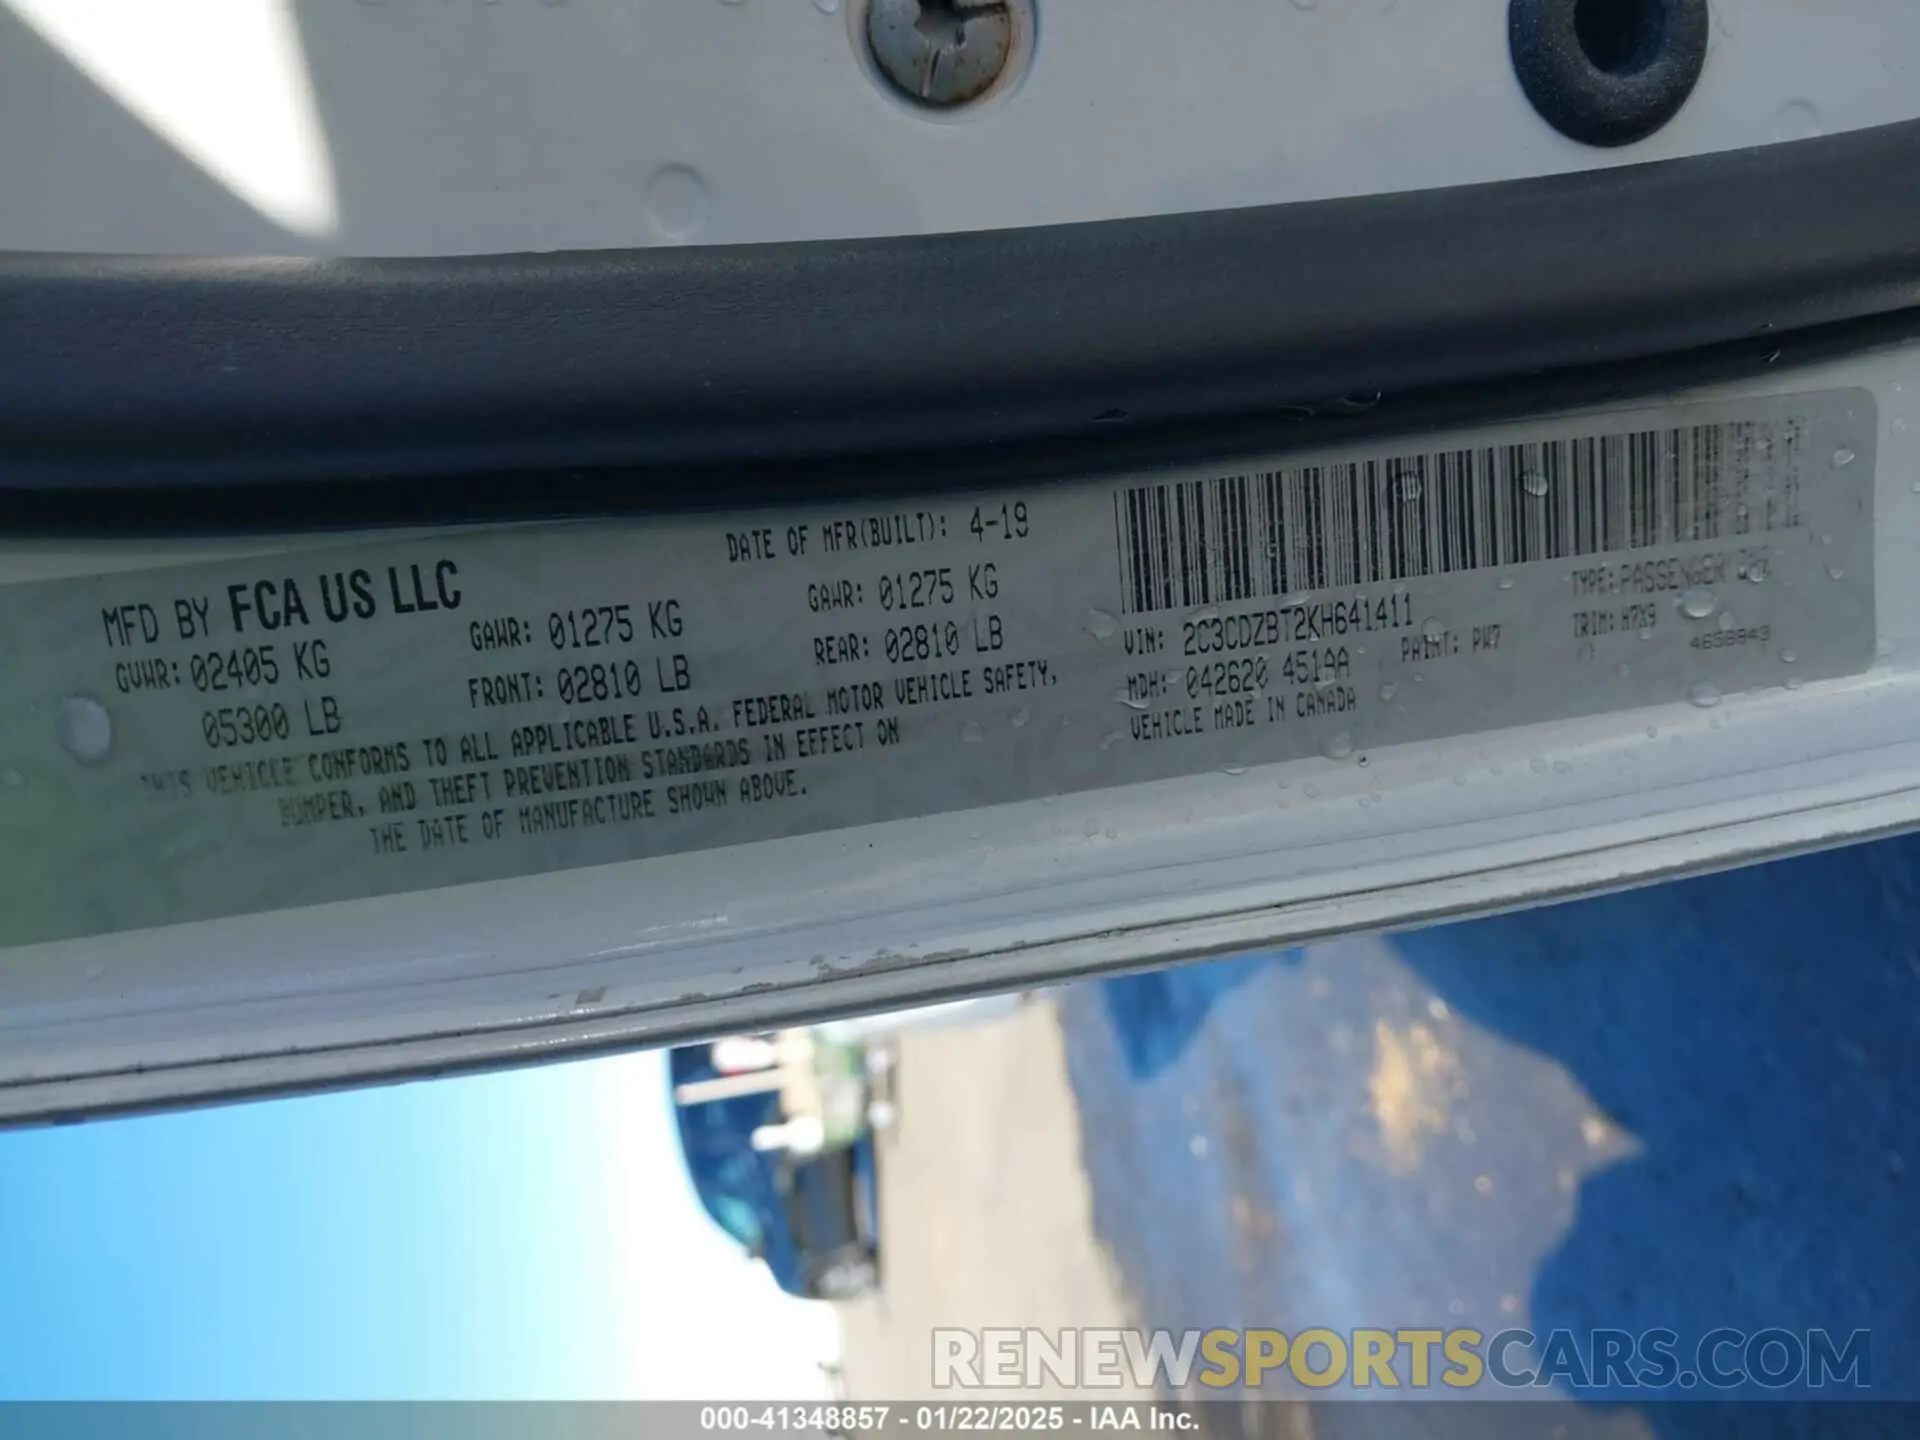 MFD BY FCA US LLC
DATE OF MFR(BUILT): 4-19
GVWR: 02405 KG
05300 LB
GAWR: 01275 KG
FRONT: 02810 LB
GAWR: 01275 KG
REAR: 02810 LB
THIS VEHICLE CONFORMS TO ALL APPLICABLE U.S.A. FEDERAL MOTOR VEHICLE SAFETY,
BUMPER, AND THEFT PREVENTION STANDARDS IN EFFECT ON
THE DATE OF MANUFACTURE SHOWN ABOVE.
VIN: 2C3CDZBT2KH641411
TYPE: PASSENGER CAR
MDH: 042620 451AA
PAINT: PW7
TRIM: H7X9
VEHICLE MADE IN CANADA
4658843
RENEWSPORTSCARS.COM
000-41348857 - 01/22/2025 - IAA Inc.